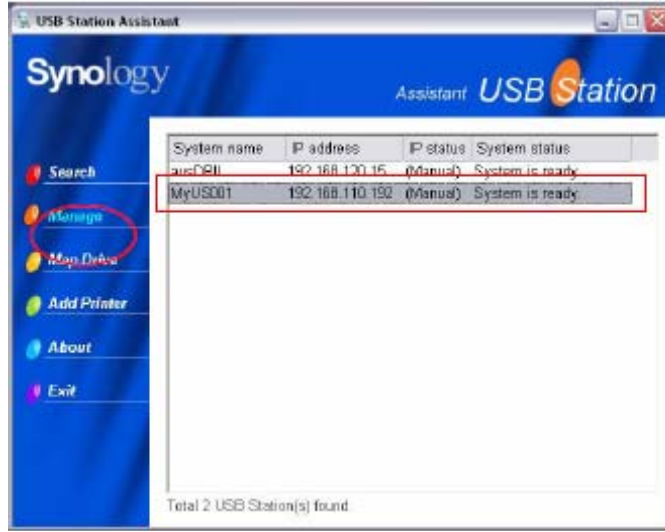 USB Station Assistant
Synology
Assistant USB Station
System name IP address IP status System status
192.168.120.15... (Manual) System is ready.
MyUS001 192.168.110.192 (Manual) System is ready.
Search
Manage
Map Drive
Add Printer
About
Exit
Total 2 USB Station(s) found.